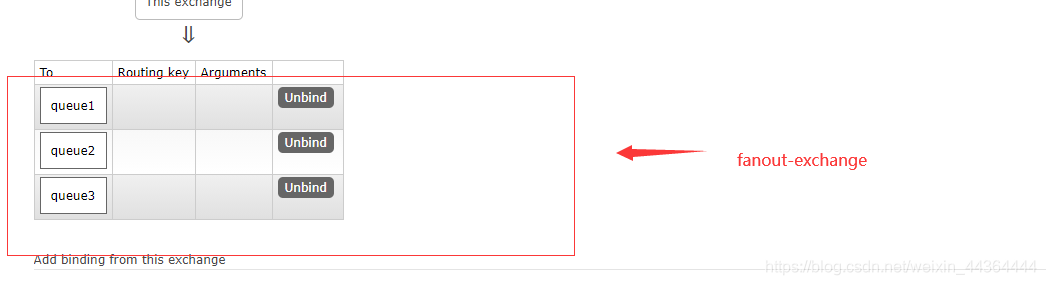 This exchange
⇓
To Routing key Arguments
queue1 Unbind
queue2 Unbind
fanout-exchange
queue3 Unbind
Add binding from this exchange
https://blog.csdn.net/weixin_44364444